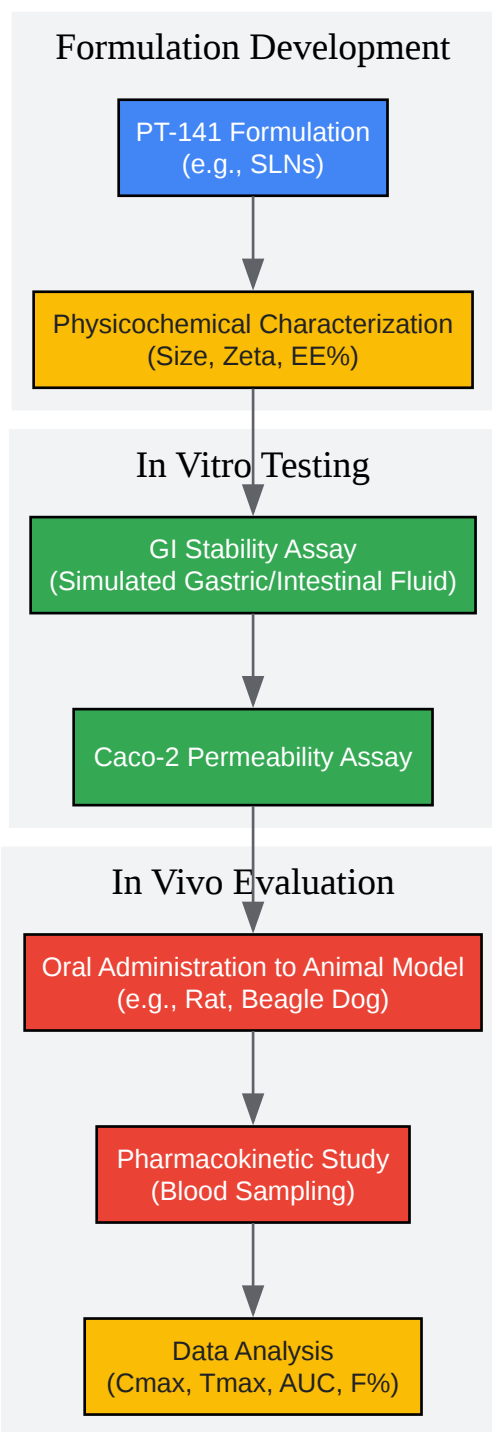 Formulation Development
PT-141 Formulation
(e.g., SLNs)
Physicochemical Characterization
(Size, Zeta, EE%)
In Vitro Testing
GI Stability Assay
(Simulated Gastric/Intestinal Fluid)
Caco-2 Permeability Assay
In Vivo Evaluation
Oral Administration to Animal Model
(e.g., Rat, Beagle Dog)
Pharmacokinetic Study
(Blood Sampling)
Data Analysis
(Cmax, Tmax, AUC, F%)